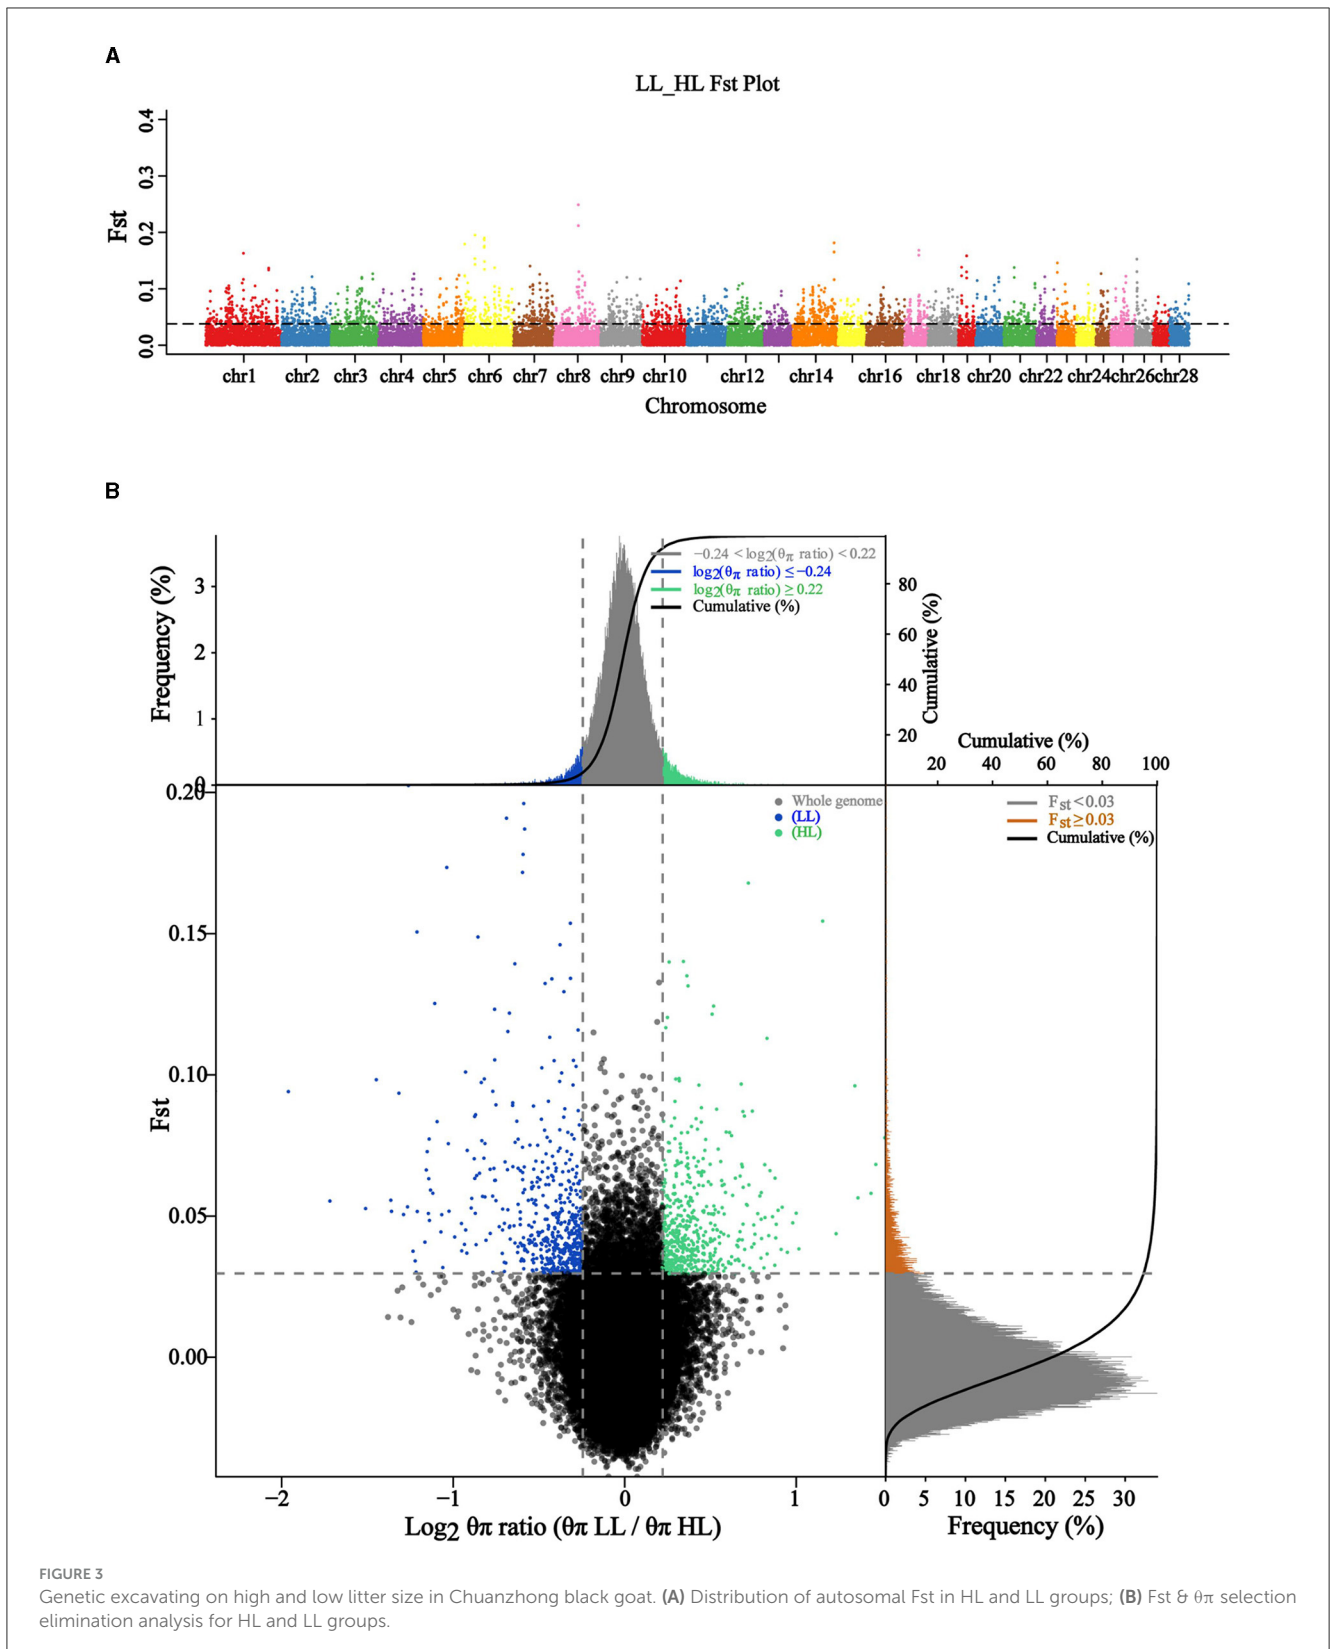 A
LL_HL Fst Plot
0.4
0.3
0.2
0.1
0.0
Fst
chr1 chr2 chr3 chr4 chr5 chr6 chr7 chr8 chr9 chr10 chr12 chr14 chr16 chr18 chr20 chr22 chr24 chr26 chr28
Chromosome
B
Frequency (%)
3
2
1
0
−0.24 < log2(θπ ratio) < 0.22
log2(θπ ratio) ≤ −0.24
log2(θπ ratio) ≥ 0.22
Cumulative (%)
80
60
40
20
Cumulative (%)
Cumulative (%)
20 40 60 80 100
Whole genome
(LL)
(HL)
Fst < 0.03
Fst ≥ 0.03
Cumulative (%)
0.20
0.15
0.10
0.05
0.00
Fst
−2 −1 0 1
Log2 θπ ratio (θπ LL / θπ HL)
0 5 10 15 20 25 30
Frequency (%)
FIGURE 3
Genetic excavating on high and low litter size in Chuanzhong black goat. (A) Distribution of autosomal Fst in HL and LL groups; (B) Fst & θπ selection
elimination analysis for HL and LL groups.